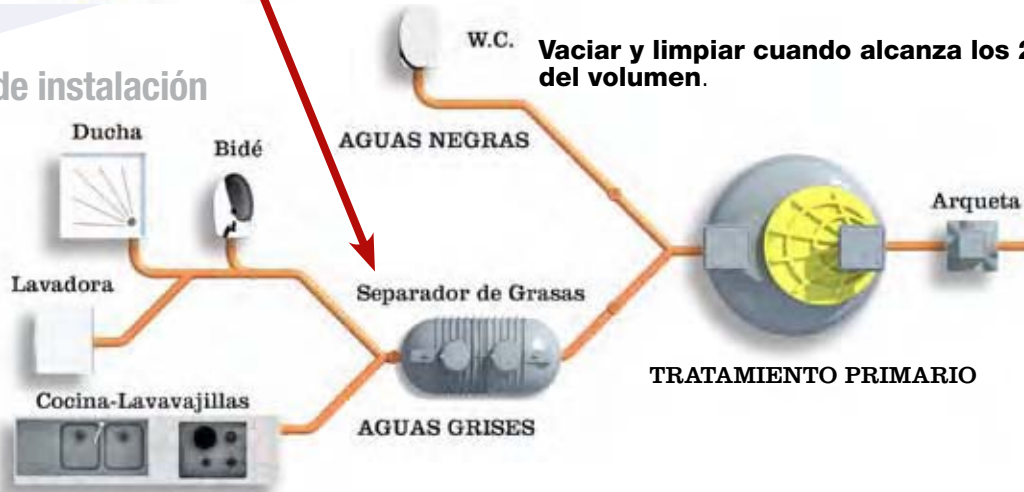 de instalación
W.C.
Vaciar y limpiar cuando alcanza los 2
del volumen.
Ducha
Bidé
AGUAS NEGRAS
Arqueta
Lavadora
Separador de Grasas
TRATAMIENTO PRIMARIO
Cocina-Lavavajillas
AGUAS GRISES